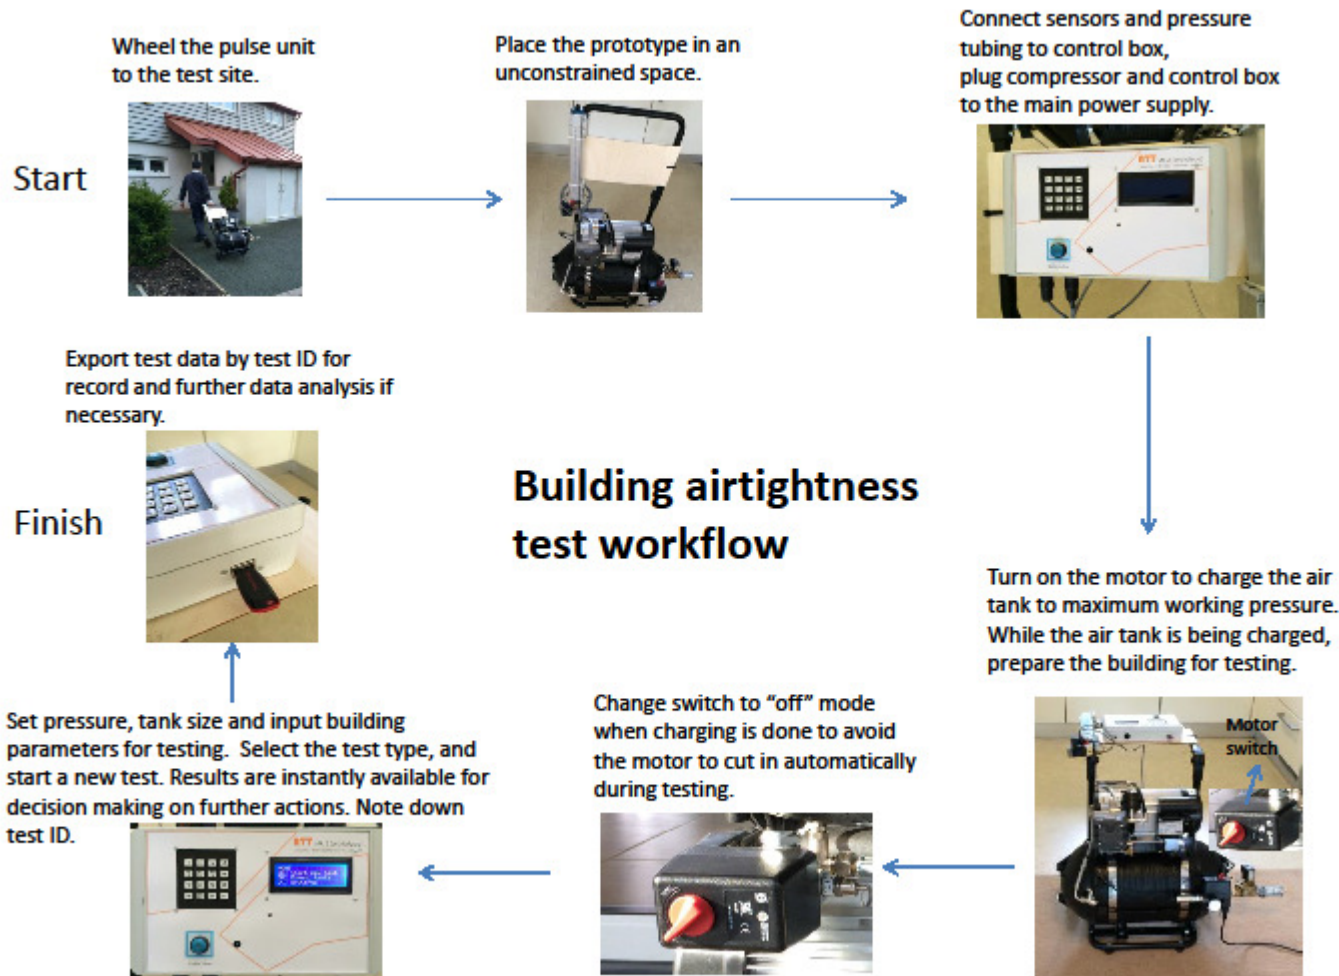 Wheel the pulse unit
to the test site.
Place the prototype in an
unconstrained space.
Connect sensors and pressure
tubing to control box,
plug compressor and control box
to the main power supply.
Start
BTT
Export test data by test ID for
record and further data analysis if
necessary.
Finish
Building airtightness
test workflow
Turn on the motor to charge the air
tank to maximum working pressure.
While the air tank is being charged,
prepare the building for testing.
Motor
switch
Change switch to “off” mode
when charging is done to avoid
the motor to cut in automatically
during testing.
Set pressure, tank size and input building
parameters for testing.  Select the test type, and
start a new test. Results are instantly available for
decision making on further actions. Note down
test ID.
BTT